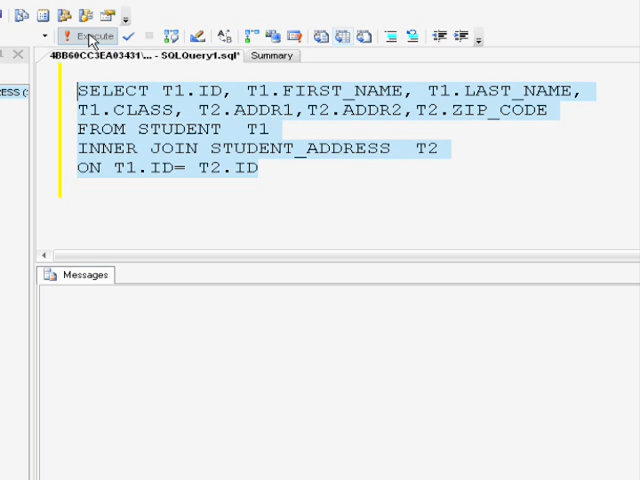 Execute
4BB60CC3EA03431\... - SQLQuery1.sql* Summary
SELECT T1.ID, T1.FIRST_NAME, T1.LAST_NAME,
T1.CLASS, T2.ADDR1,T2.ADDR2,T2.ZIP_CODE
FROM STUDENT T1
INNER JOIN STUDENT_ADDRESS T2
ON T1.ID= T2.ID
Messages